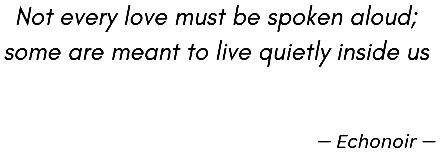 Not every love must be spoken aloud;
some are meant to live quietly inside us
— Echonoir —